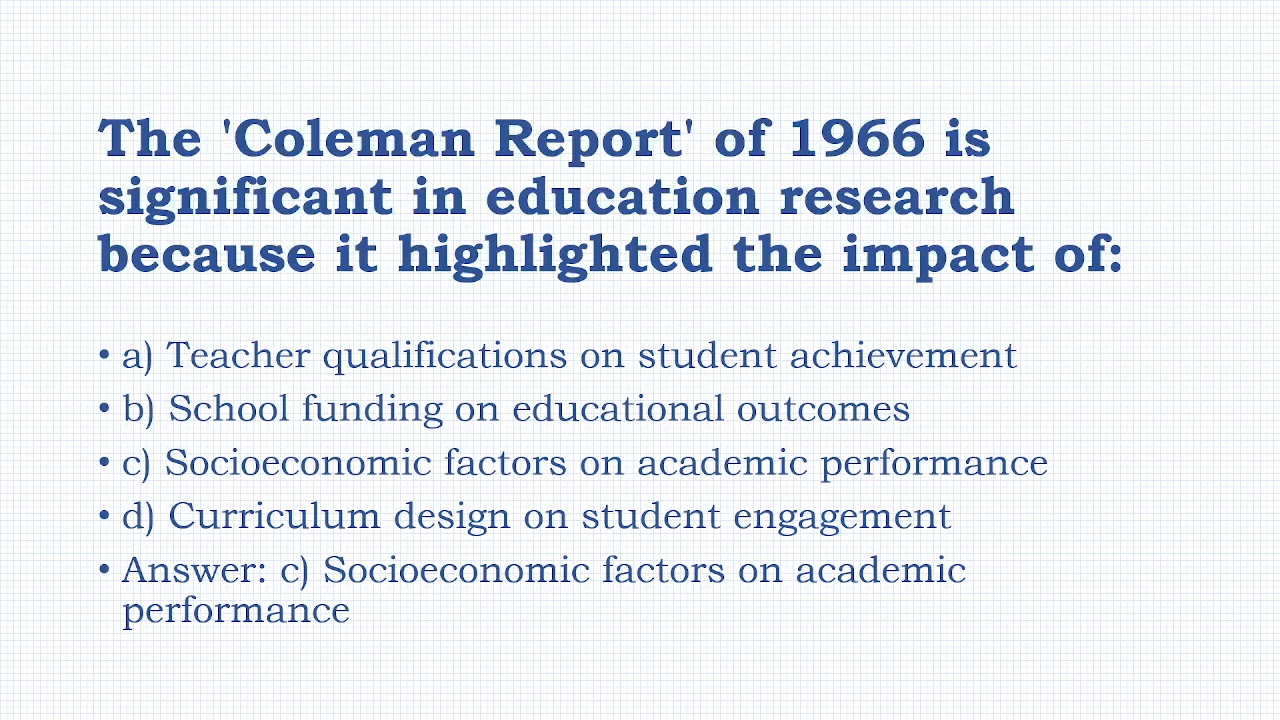 The 'Coleman Report' of 1966 is
significant in education research
because it highlighted the impact of:
• a) Teacher qualifications on student achievement
• b) School funding on educational outcomes
• c) Socioeconomic factors on academic performance
• d) Curriculum design on student engagement
• Answer: c) Socioeconomic factors on academic
performance